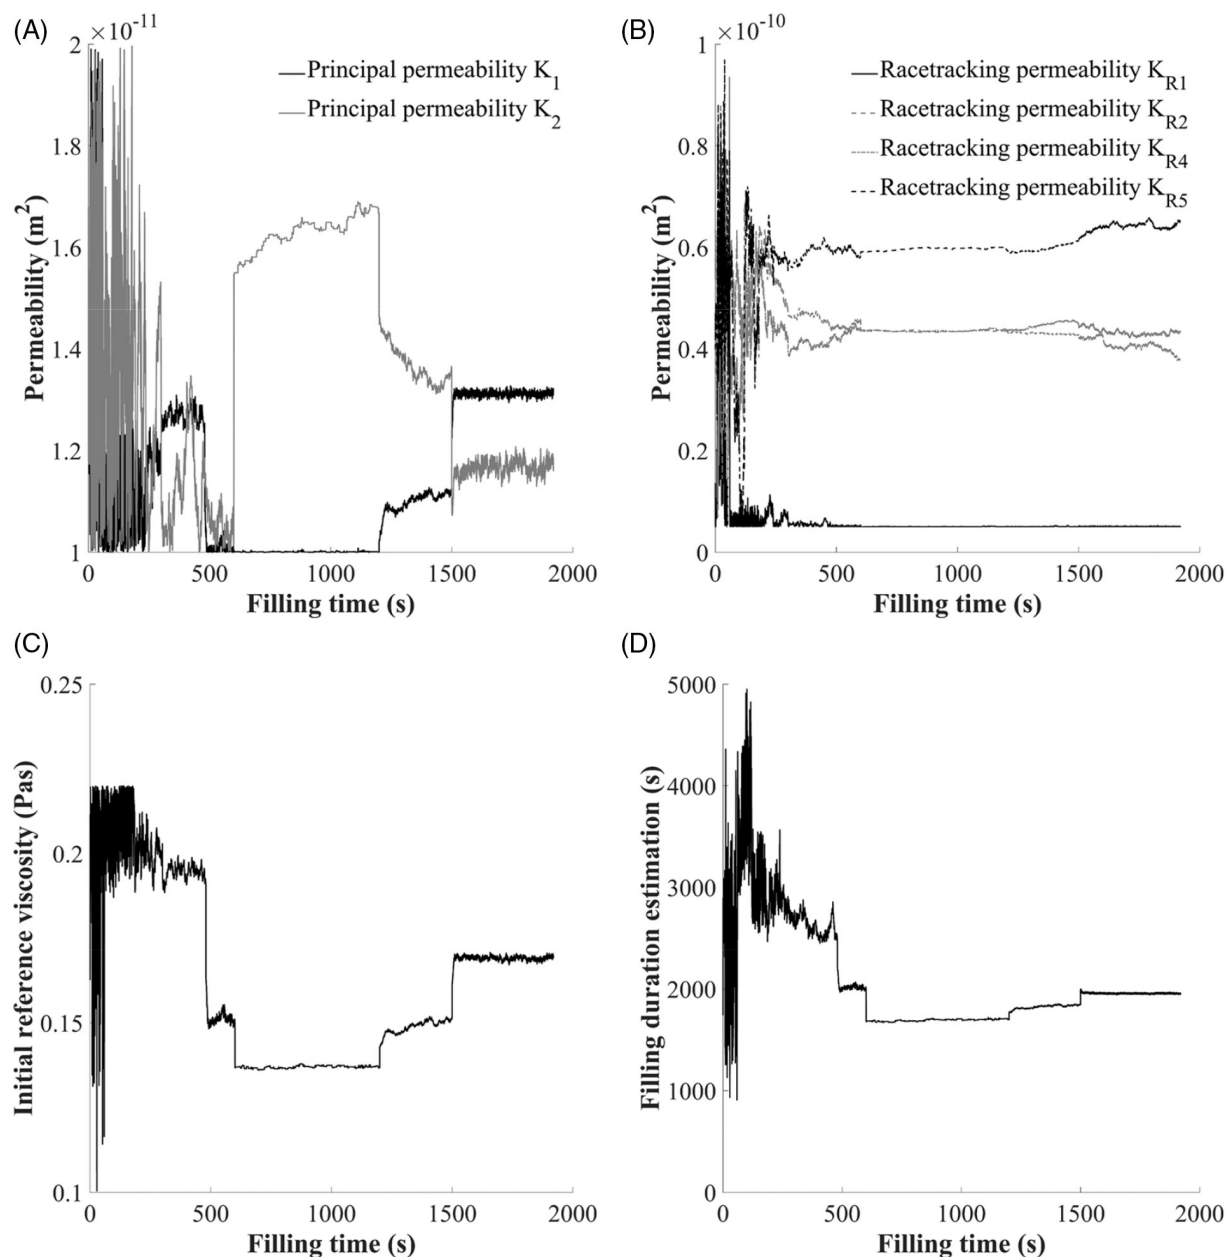 (A)
×10⁻¹¹
2
1.8
1.6
1.4
1.2
1
Permeability (m²)
Principal permeability K₁
Principal permeability K₂
0 500 1000 1500 2000
Filling time (s)
(B)
×10⁻¹⁰
1
0.8
0.6
0.4
0.2
0
Permeability (m²)
Racetracking permeability K_R1
Racetracking permeability K_R2
Racetracking permeability K_R4
Racetracking permeability K_R5
0 500 1000 1500 2000
Filling time (s)
(C)
0.25
0.2
0.15
0.1
Initial reference viscosity (Pas)
0 500 1000 1500 2000
Filling time (s)
(D)
5000
4000
3000
2000
1000
0
Filling duration estimation (s)
0 500 1000 1500 2000
Filling time (s)